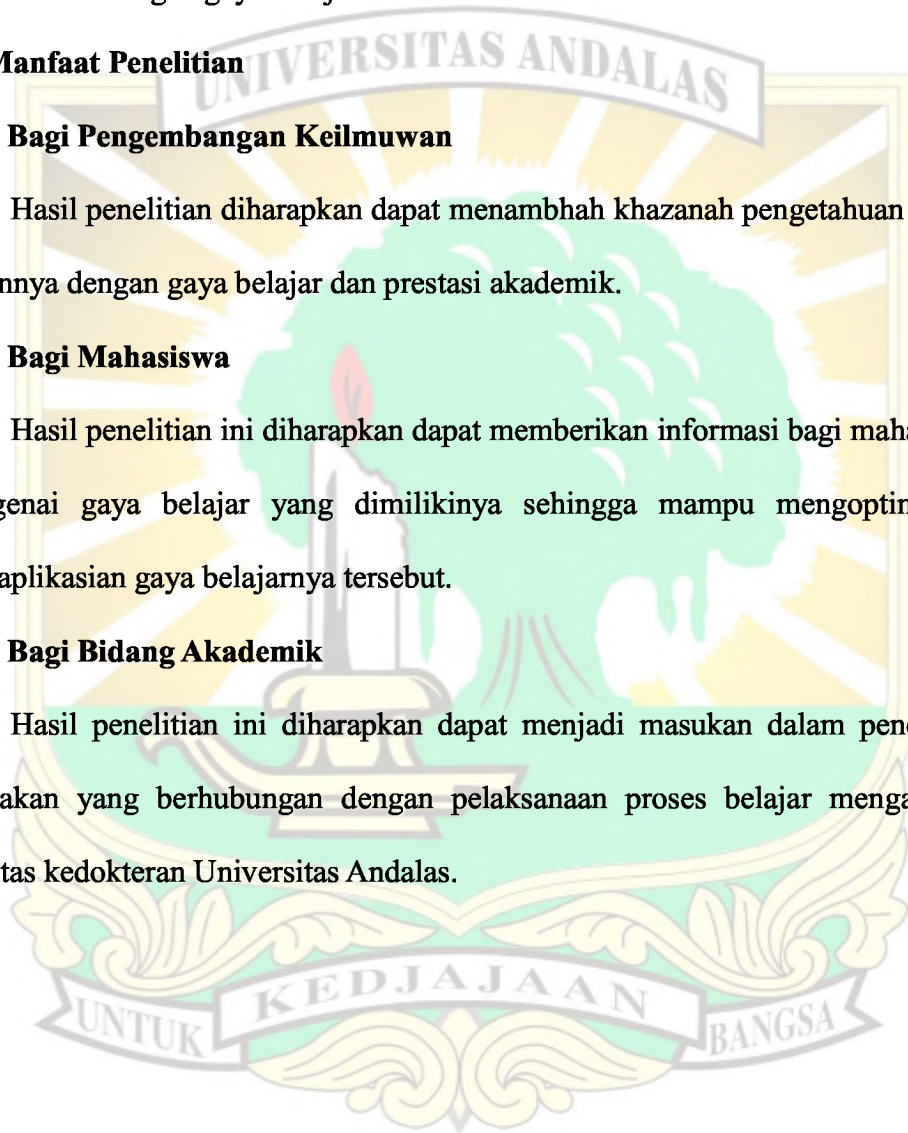 UNIVERSITAS ANDALAS
Manfaat Penelitian
Bagi Pengembangan Keilmuwan
Hasil penelitian diharapkan dapat menambhah khazanah pengetahuan
nnya dengan gaya belajar dan prestasi akademik.
Bagi Mahasiswa
Hasil penelitian ini diharapkan dapat memberikan informasi bagi maha
genai gaya belajar yang dimilikinya sehingga mampu mengoptin
aplikasian gaya belajarnya tersebut.
Bagi Bidang Akademik
Hasil penelitian ini diharapkan dapat menjadi masukan dalam pen
akan yang berhubungan dengan pelaksanaan proses belajar menga
tas kedokteran Universitas Andalas.
UNTUK KEDJAJAAN BANGSA